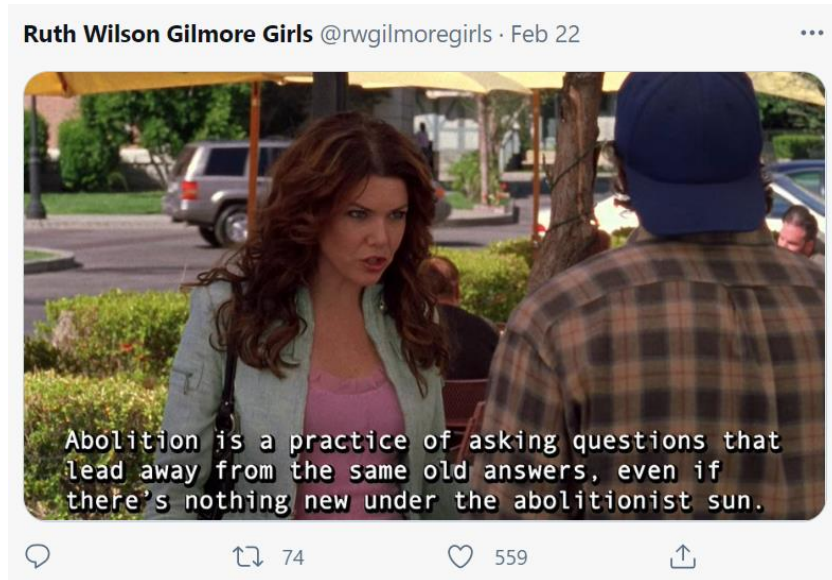 Ruth Wilson Gilmore Girls @rwgilmoregirls · Feb 22
Abolition is a practice of asking questions that
lead away from the same old answers, even if
there's nothing new under the abolitionist sun.
74 559